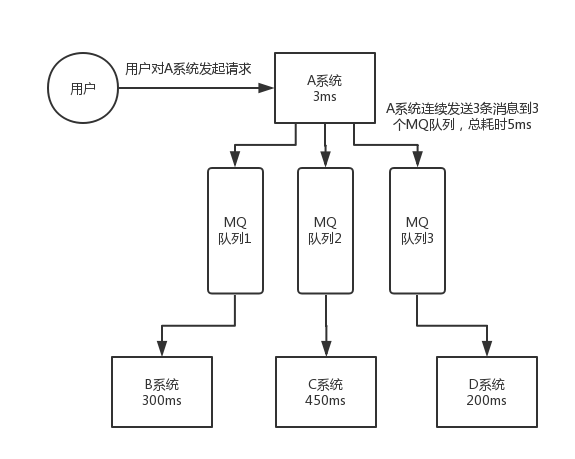 用户
用户对A系统发起请求
A系统
3ms
A系统连续发送3条消息到3
个MQ队列，总耗时5ms
MQ
队列1
MQ
队列2
MQ
队列3
B系统
300ms
C系统
450ms
D系统
200ms